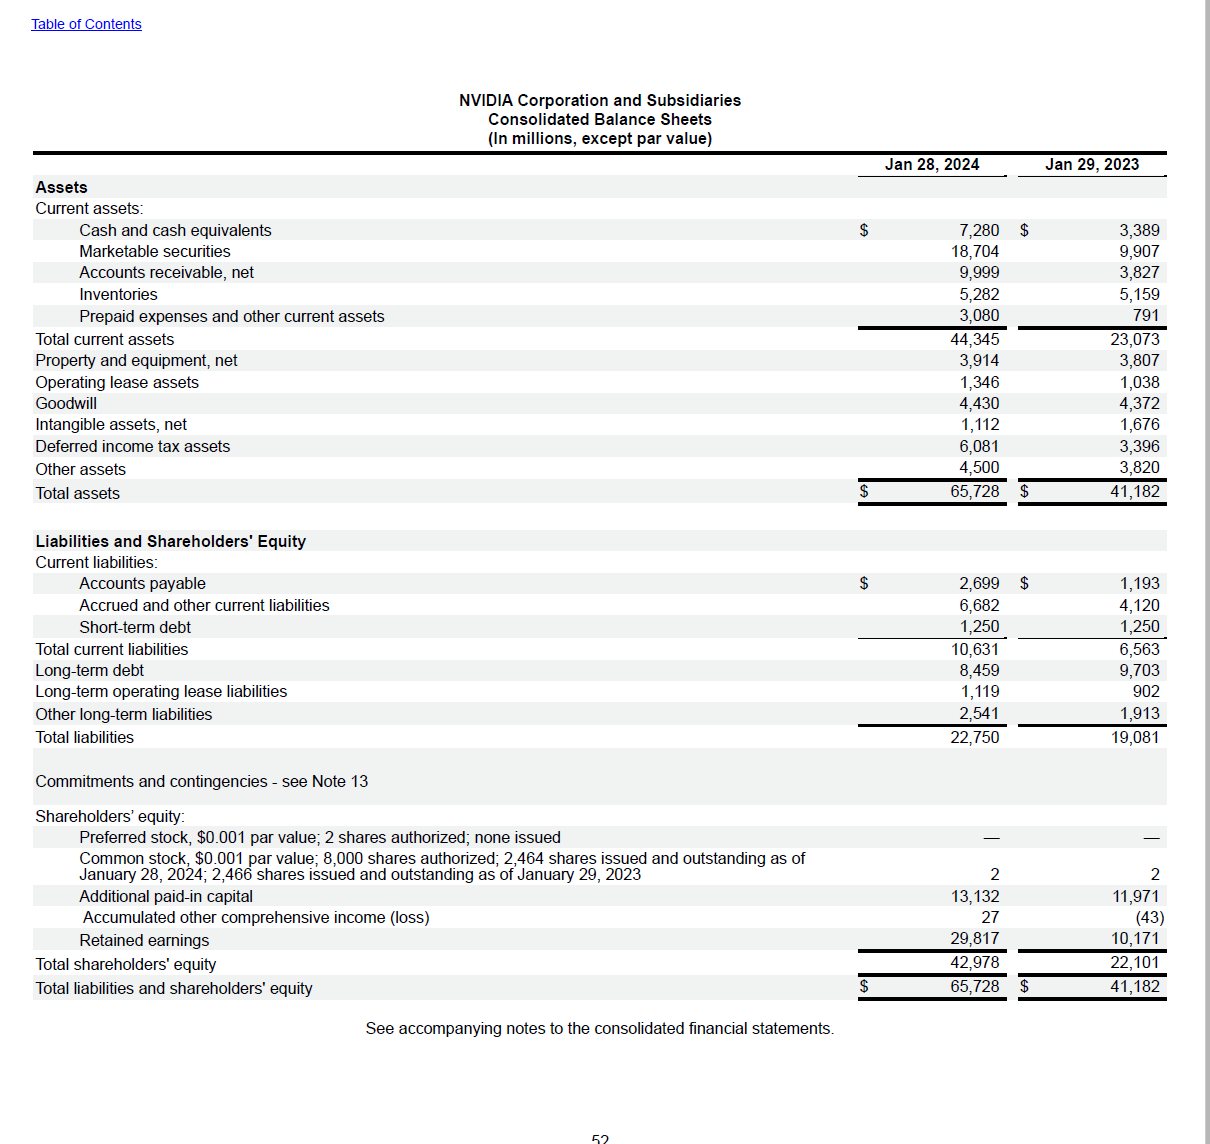 Table of Contents
NVIDIA Corporation and Subsidiaries
Consolidated Balance Sheets
(In millions, except par value)
Jan 28, 2024 Jan 29, 2023
Assets
Current assets:
Cash and cash equivalents $ 7,280 $ 3,389
Marketable securities 18,704 9,907
Accounts receivable, net 9,999 3,827
Inventories 5,282 5,159
Prepaid expenses and other current assets 3,080 791
Total current assets 44,345 23,073
Property and equipment, net 3,914 3,807
Operating lease assets 1,346 1,038
Goodwill 4,430 4,372
Intangible assets, net 1,112 1,676
Deferred income tax assets 6,081 3,396
Other assets 4,500 3,820
Total assets $ 65,728 $ 41,182
Liabilities and Shareholders' Equity
Current liabilities:
Accounts payable $ 2,699 $ 1,193
Accrued and other current liabilities 6,682 4,120
Short-term debt 1,250 1,250
Total current liabilities 10,631 6,563
Long-term debt 8,459 9,703
Long-term operating lease liabilities 1,119 902
Other long-term liabilities 2,541 1,913
Total liabilities 22,750 19,081
Commitments and contingencies - see Note 13
Shareholders’ equity:
Preferred stock, $0.001 par value; 2 shares authorized; none issued — —
Common stock, $0.001 par value; 8,000 shares authorized; 2,464 shares issued and outstanding as of
January 28, 2024; 2,466 shares issued and outstanding as of January 29, 2023 2 2
Additional paid-in capital 13,132 11,971
Accumulated other comprehensive income (loss) 27 (43)
Retained earnings 29,817 10,171
Total shareholders' equity 42,978 22,101
Total liabilities and shareholders' equity $ 65,728 $ 41,182
See accompanying notes to the consolidated financial statements.
52